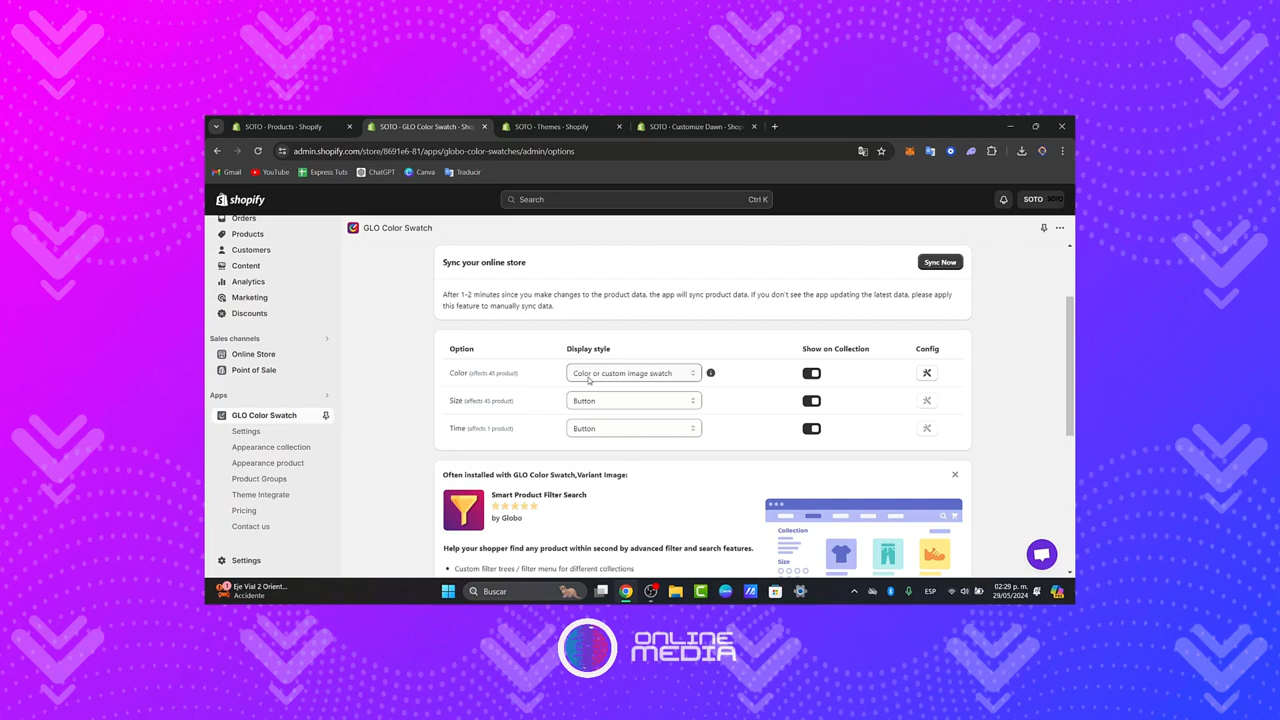 SOTO · Products · Shopify
SOTO · GLO Color Swatch · Sho
SOTO · Themes · Shopify
SOTO · Customize Dawn · Shop
admin.shopify.com/store/8691e6-81/apps/globo-color-swatches/admin/options
Gmail
YouTube
Express Tuts
ChatGPT
Canva
Traducir
shopify
Search
Ctrl K
SOTO
SOTO
Orders
Products
Customers
Content
Analytics
Marketing
Discounts
Sales channels
Online Store
Point of Sale
Apps
GLO Color Swatch
Settings
Appearance collection
Appearance product
Product Groups
Theme Integrate
Pricing
Contact us
Settings
GLO Color Swatch
Sync your online store
Sync Now
After 1-2 minutes since you make changes to the product data, the app will sync product data. If you don't see the app updating the latest data, please apply
this feature to manually sync data.
Option
Display style
Show on Collection
Config
Color (affects 45 product)
Color or custom image swatch
Size (affects 45 product)
Button
Time (affects 1 product)
Button
Often installed with GLO Color Swatch,Variant Image:
Smart Product Filter Search
by Globo
Help your shopper find any product within second by advanced filter and search features.
Custom filter trees / filter menu for different collections
Collection
Color:
Size
Eje Vial 2 Orient...
Accidente
Buscar
ESP
02:29 p. m.
29/05/2024
ONLINE
MEDIA